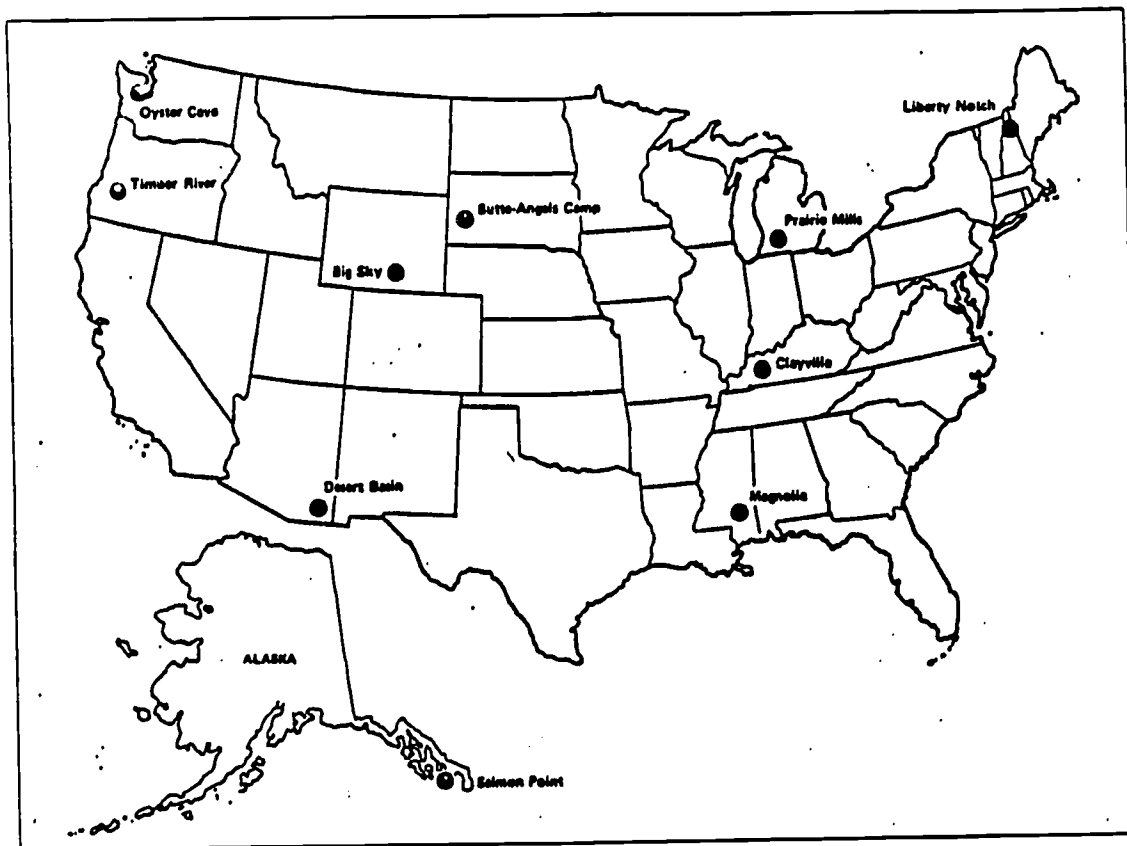 Liberty Notch
Oyster Cove
Timber River
Butte-Angels Camp
Prairie Mills
Big Sky
Clayville
Desert Basin
Magnolia
ALASKA
Salmon Point